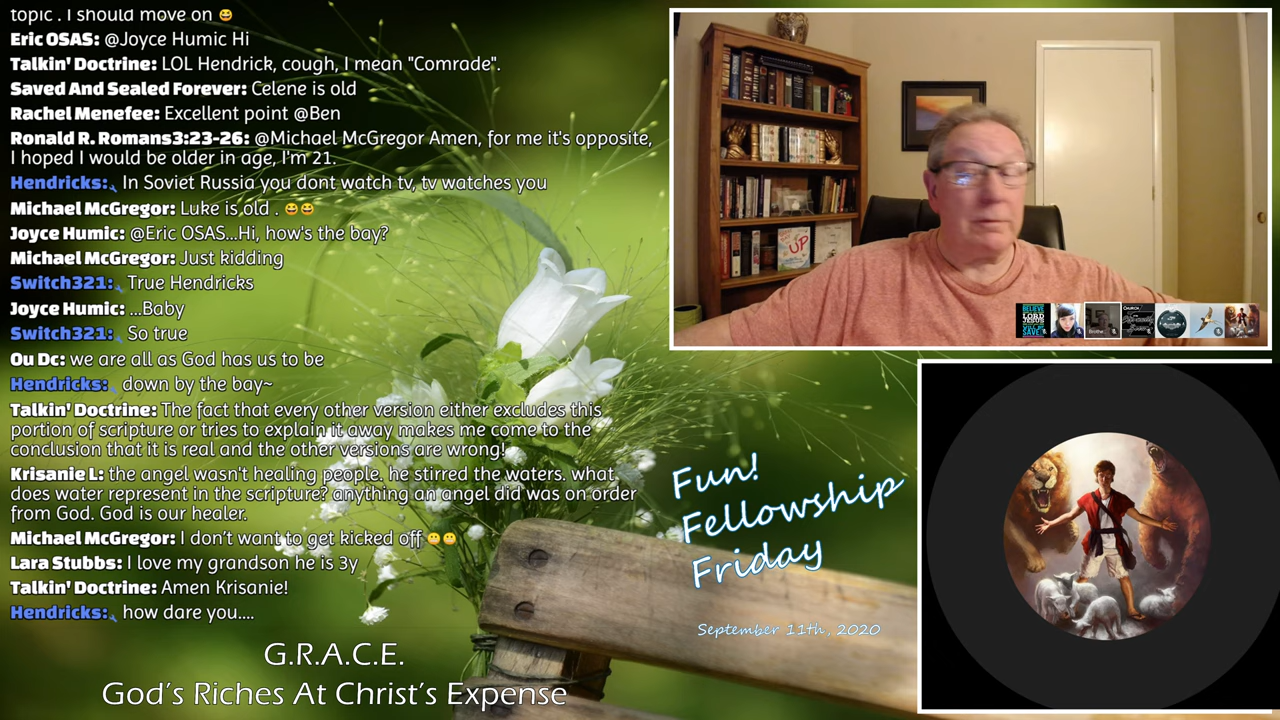 topic . I should move on 😄
Eric OSAS: @Joyce Humic Hi
Talkin' Doctrine: LOL Hendrick, cough, I mean "Comrade".
Saved And Sealed Forever: Celene is old
Rachel Menefee: Excellent point @Ben
Ronald R. Romans3:23-26: @Michael McGregor Amen, for me it's opposite,
I hoped I would be older in age, I'm 21.
Hendricks: In Soviet Russia you dont watch tv, tv watches you
Michael McGregor: Luke is old . 😄😄
Joyce Humic: @Eric OSAS...Hi, how's the bay?
Michael McGregor: Just kidding
Switch321: True Hendricks
Joyce Humic: ...Baby
Switch321: So true
Ou Dc: we are all as God has us to be
Hendricks: down by the bay~
Talkin' Doctrine: The fact that every other version either excludes this
portion of scripture or tries to explain it away makes me come to the
conclusion that it is real and the other versions are wrong!
Krisanie L: the angel wasn't healing people. he stirred the waters. what
does water represent in the scripture? anything an angel did was on order
from God. God is our healer.
Michael McGregor: I don't want to get kicked off 😬😬
Lara Stubbs: I love my grandson he is 3y
Talkin' Doctrine: Amen Krisanie!
Hendricks: how dare you....
G.R.A.C.E.
God's Riches At Christ's Expense
UP
BELIEVE
LORD
JESUS
SAVE
CHURCH
Fun!
Fellowship
Friday
September 11th, 2020